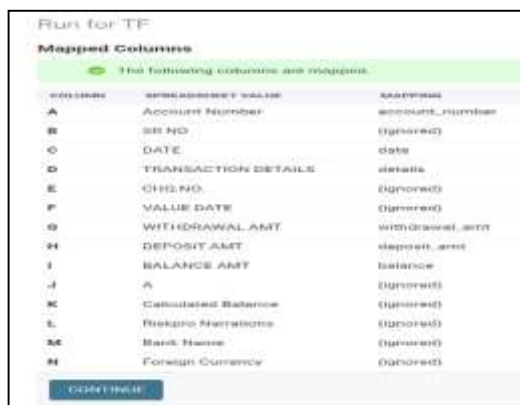 Run for TF
Mapped Columns
The following columns are mapped.
COLUMN SPREADSHEET VALUE MAPPING
A Account Number account_number
B SR NO (ignored)
C DATE date
D TRANSACTION DETAILS details
E CHQ.NO. (ignored)
F VALUE DATE (ignored)
G WITHDRAWAL AMT withdrawal_amt
H DEPOSIT AMT deposit_amt
I BALANCE AMT balance
J A (ignored)
K Calculated Balance (ignored)
L Riskpro Narrations (ignored)
M Bank Name (ignored)
N Foreign Currency (ignored)
CONTINUE